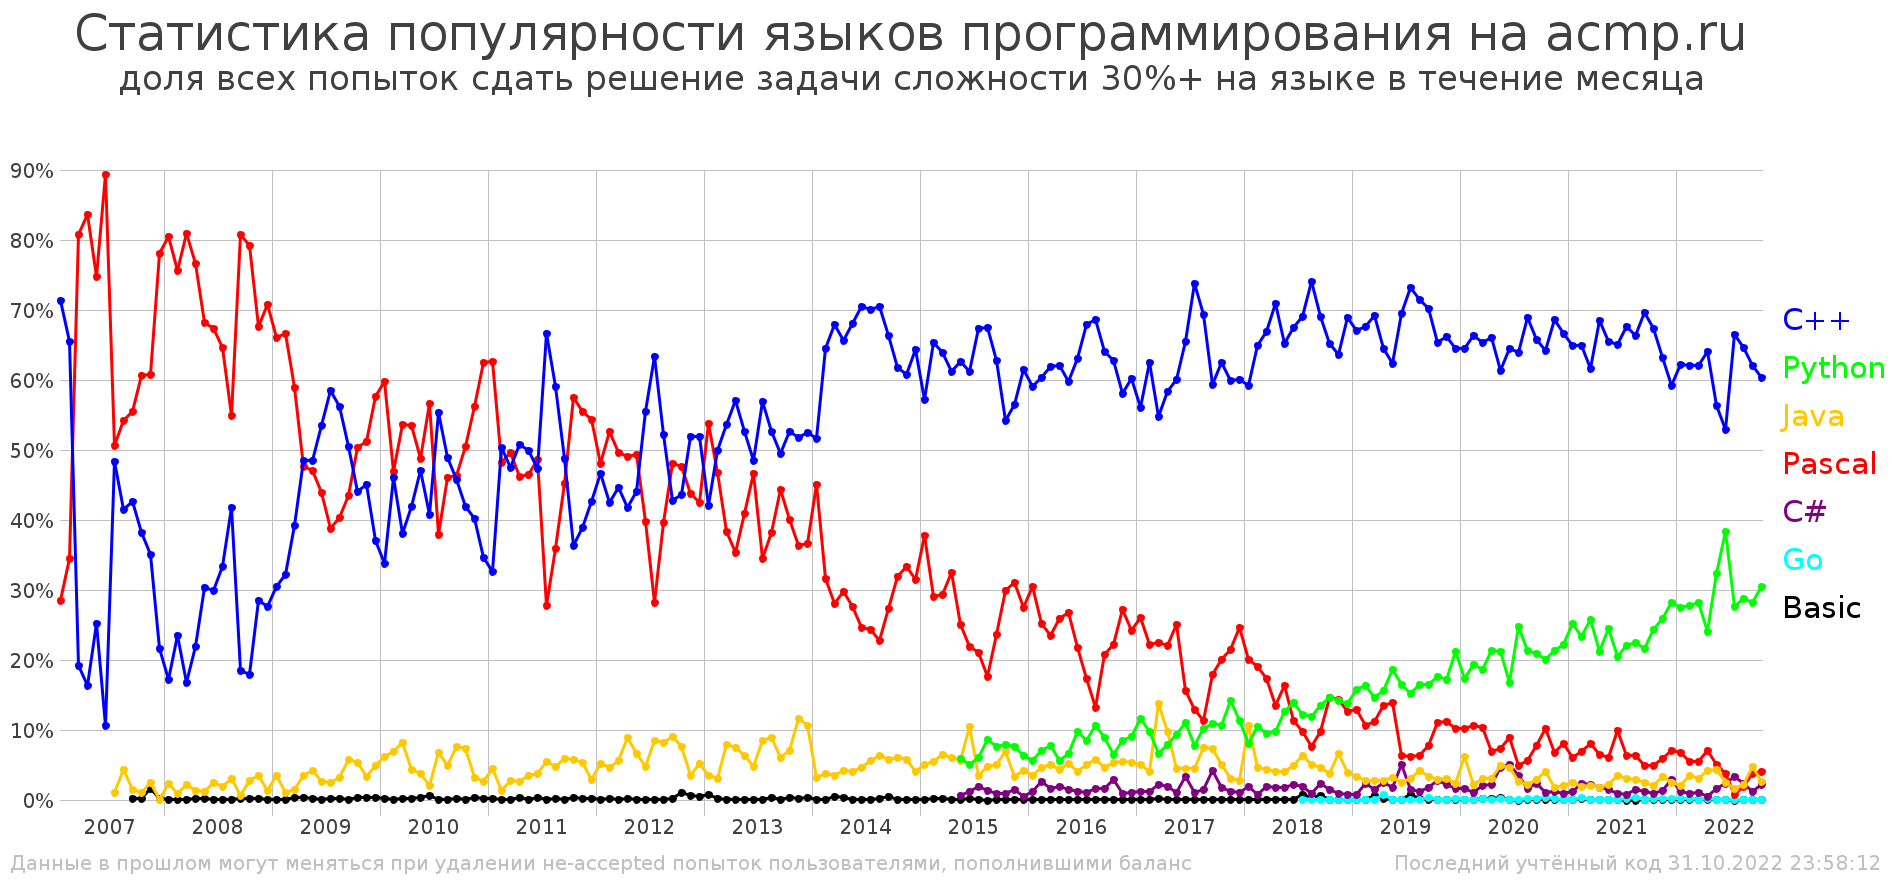 Статистика популярности языков программирования на acmp.ru
доля всех попыток сдать решение задачи сложности 30%+ на языке в течение месяца
90%
80%
70%
60%
50%
40%
30%
20%
10%
0%
C++
Python
Java
Pascal
C#
Go
Basic
2007 2008 2009 2010 2011 2012 2013 2014 2015 2016 2017 2018 2019 2020 2021 2022
Данные в прошлом могут меняться при удалении не-accepted попыток пользователями, пополнившими баланс
Последний учтённый код 31.10.2022 23:58:12